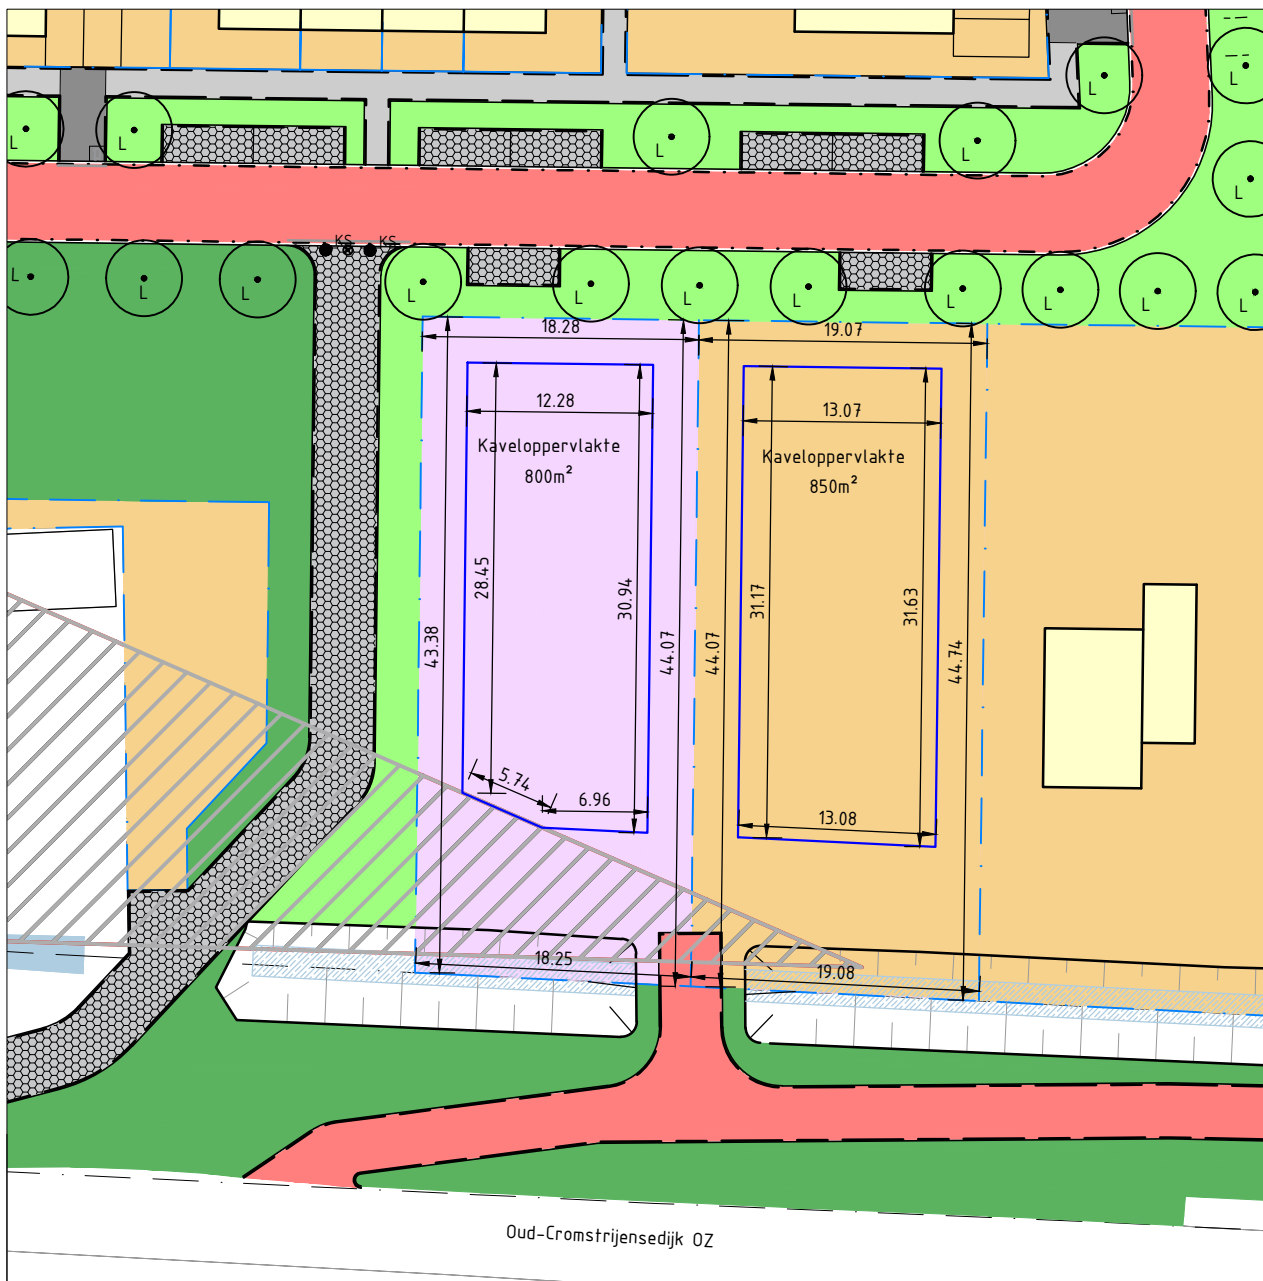 L
L
L
L
L
L
L
KS
KS
L
L
L
L
L
L
L
L
L
L
L
18.28
19.07
12.28
13.07
Kaveloppervlakte
800m²
Kaveloppervlakte
850m²
28.45
30.94
31.17
31.63
43.38
44.07
44.07
44.74
5.74
6.96
13.08
18.25
19.08
Oud-Cromstrijensedijk OZ